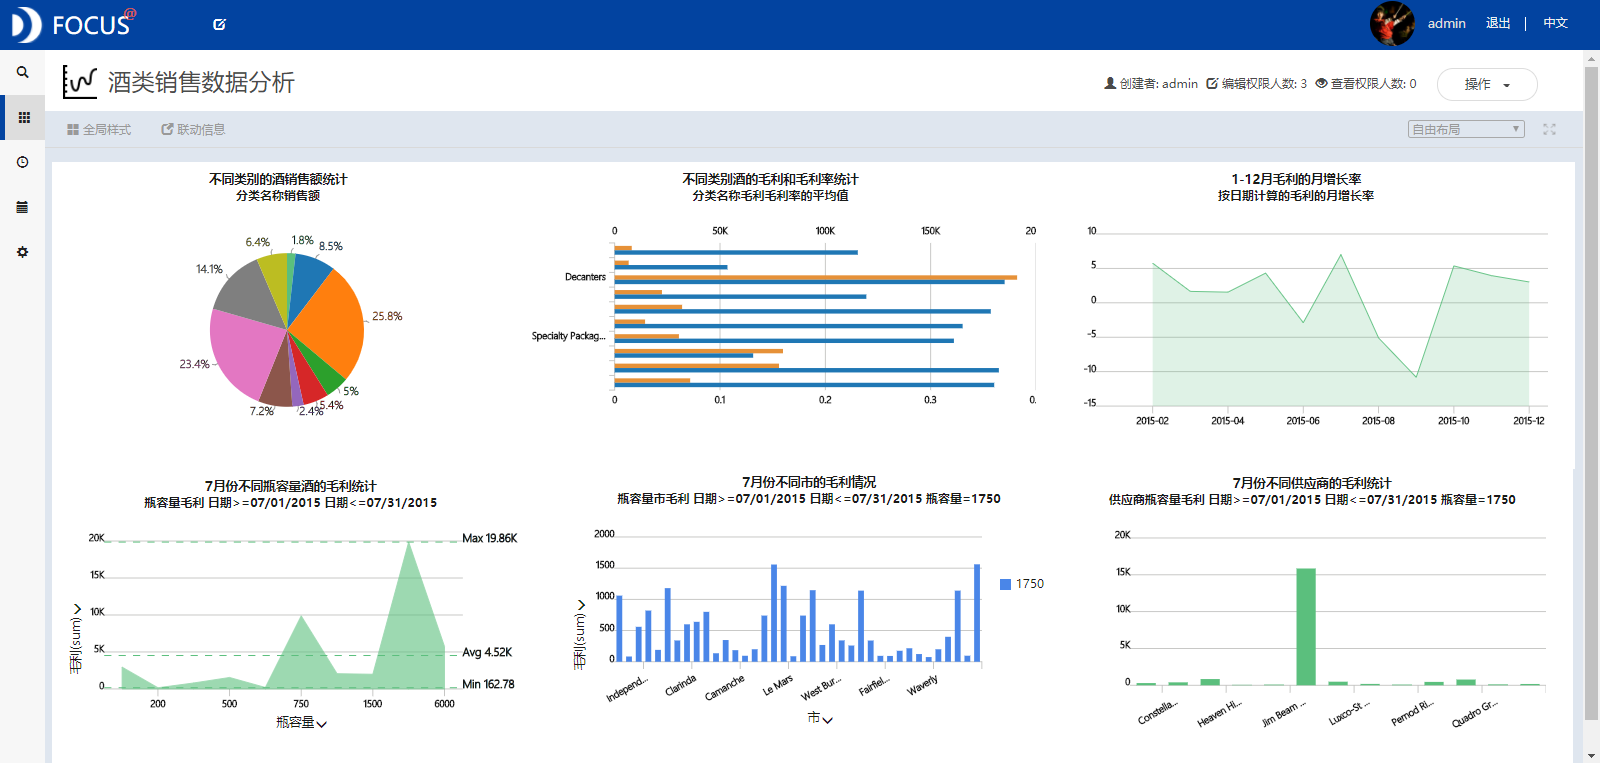 FOCUS@
admin 退出 | 中文
酒类销售数据分析
创建者: admin 编辑权限人数: 3 查看权限人数: 0 操作
全局样式 联动信息 自由布局
不同类别的酒销售额统计
分类名称销售额
1.8%
6.4%
8.5%
14.1%
25.8%
23.4%
5%
5.4%
2.4%
7.2%
不同类别酒的毛利和毛利率统计
分类名称毛利毛利率的平均值
0 50K 100K 150K 20
Decanters
Specialty Packag...
0 0.1 0.2 0.3 0.
1-12月毛利的月增长率
按日期计算的毛利的月增长率
10
5
0
-5
-10
-15
2015-02 2015-04 2015-06 2015-08 2015-10 2015-12
7月份不同瓶容量酒的毛利统计
瓶容量毛利 日期>=07/01/2015 日期<=07/31/2015
20K
15K
10K
5K
0
Max 19.86K
Avg 4.52K
Min 162.78
毛利(sum)
200 500 750 1500 6000
瓶容量
7月份不同市的毛利情况
瓶容量市毛利 日期>=07/01/2015 日期<=07/31/2015 瓶容量=1750
2000
1500
1000
500
0
1750
毛利(sum)
Independ... Clarinda Camanche Le Mars West Bur... Fairfiel... Waverly
市
7月份不同供应商的毛利统计
供应商瓶容量毛利 日期>=07/01/2015 日期<=07/31/2015 瓶容量=1750
20K
15K
10K
5K
0
Constella... Heaven Hi... Jim Beam ... Luxco-St ... Pernod Ri... Quadro Gr...